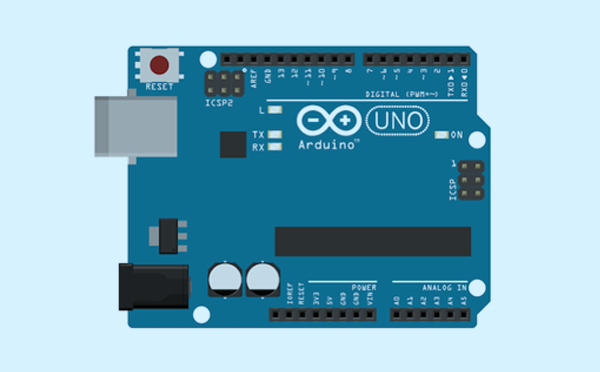 RESET
ICSP2
AREF
GND
13
12
~11
~10
~9
8
7
~6
~5
4
~3
2
TXD▶1
RXD◀0
DIGITAL (PWM=~)
L
TX
RX
Arduino™
UNO
ON
1
ICSP
POWER
ANALOG IN
IOREF
RESET
3V3
5V
GND
GND
VIN
A0
A1
A2
A3
A4
A5